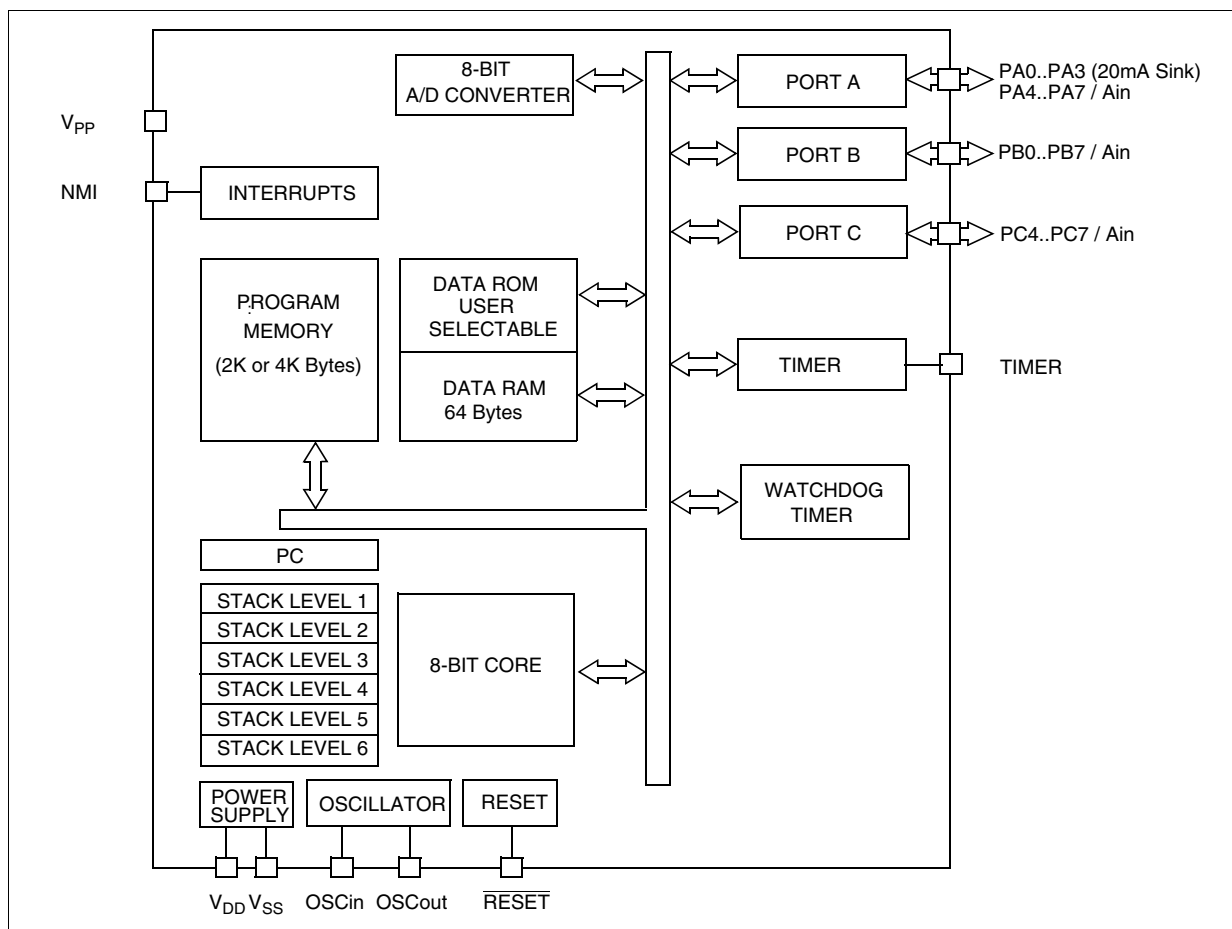 8-BIT
A/D CONVERTER
PORT A
PA0..PA3 (20mA Sink)
PA4..PA7 / Ain
VPP
PORT B
PB0..PB7 / Ain
NMI
INTERRUPTS
PORT C
PC4..PC7 / Ain
PROGRAM
:
MEMORY
(2K or 4K Bytes)
DATA ROM
USER
SELECTABLE
DATA RAM
64 Bytes
TIMER
TIMER
WATCHDOG
TIMER
PC
STACK LEVEL 1
STACK LEVEL 2
STACK LEVEL 3
STACK LEVEL 4
STACK LEVEL 5
STACK LEVEL 6
8-BIT CORE
POWER
SUPPLY
OSCILLATOR
RESET
VDD VSS OSCin OSCout RESET